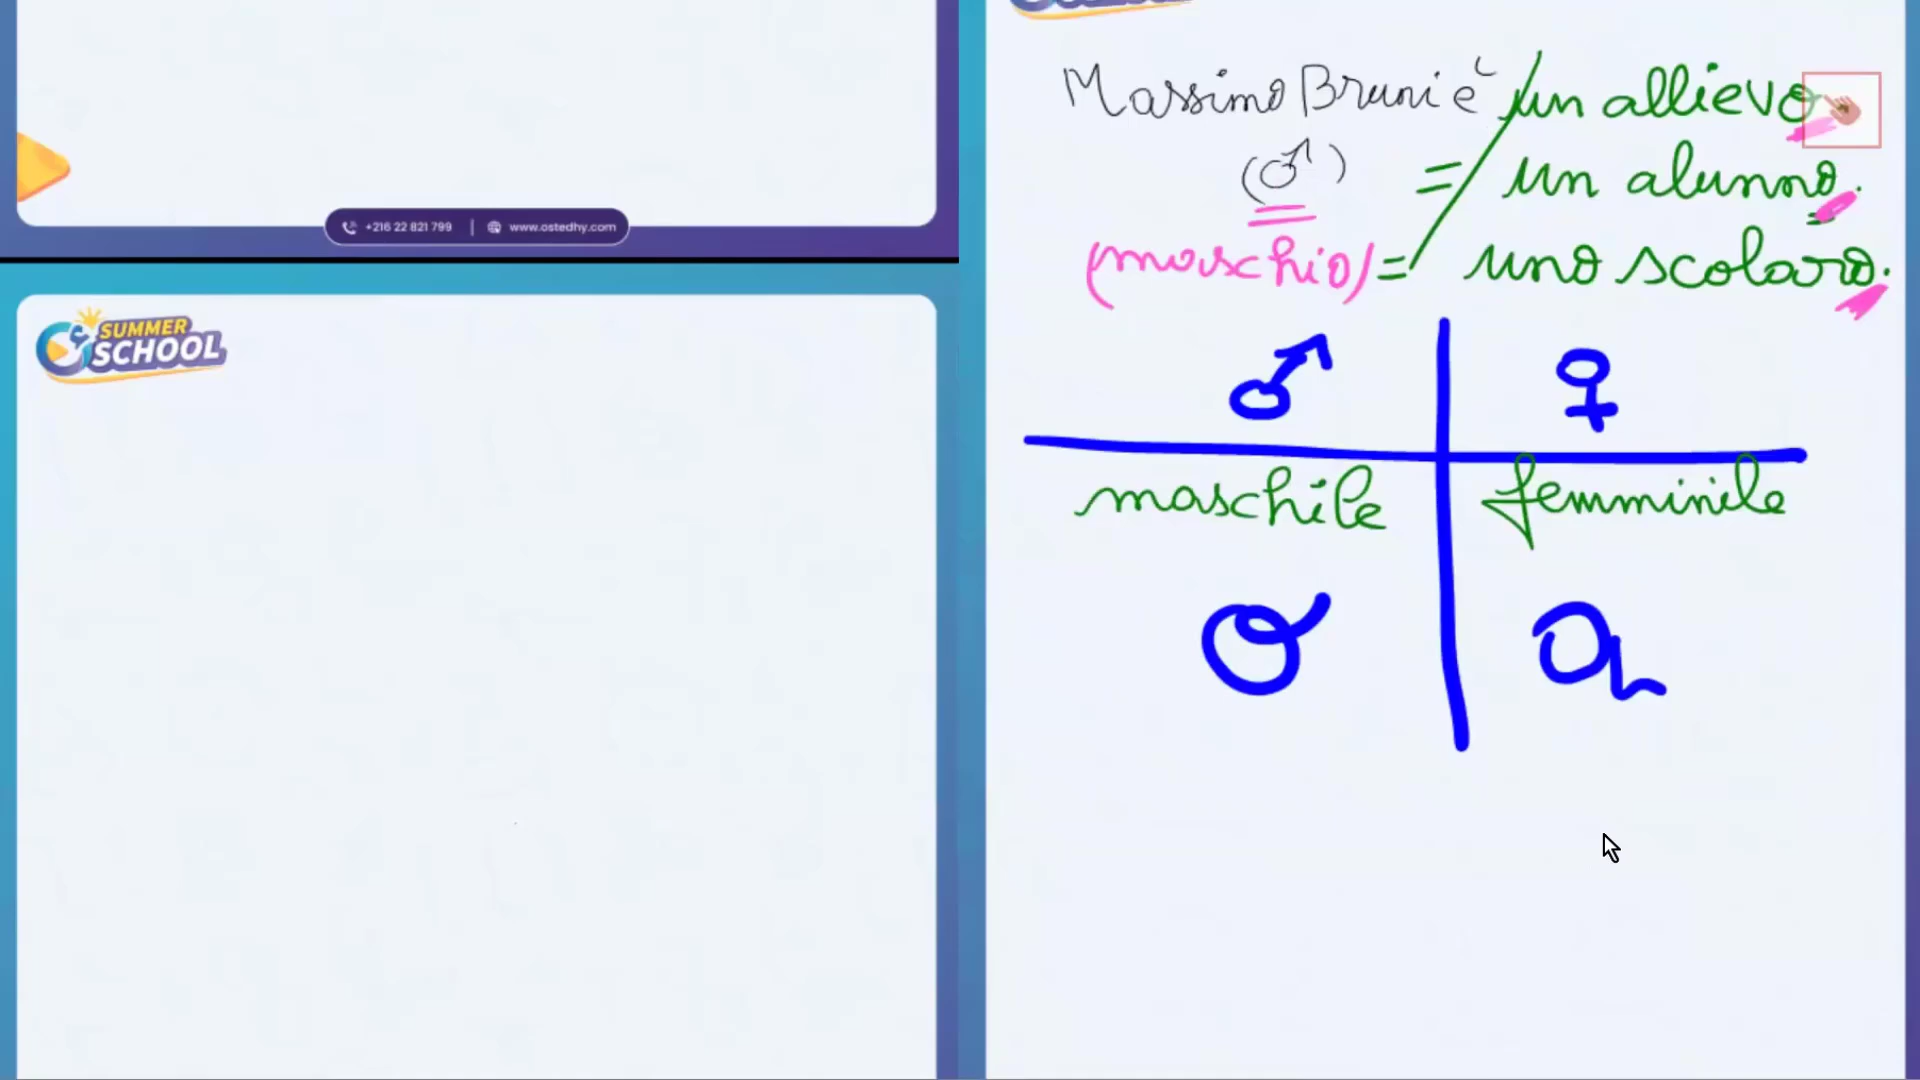 +216 22 821 799 | www.ostedhy.com
SUMMER
SCHOOL
Massimo Bruni è un allievo.
(♂) = un alunno.
(maschio) = uno scolaro.
♂ ♀
maschile femminile
o a